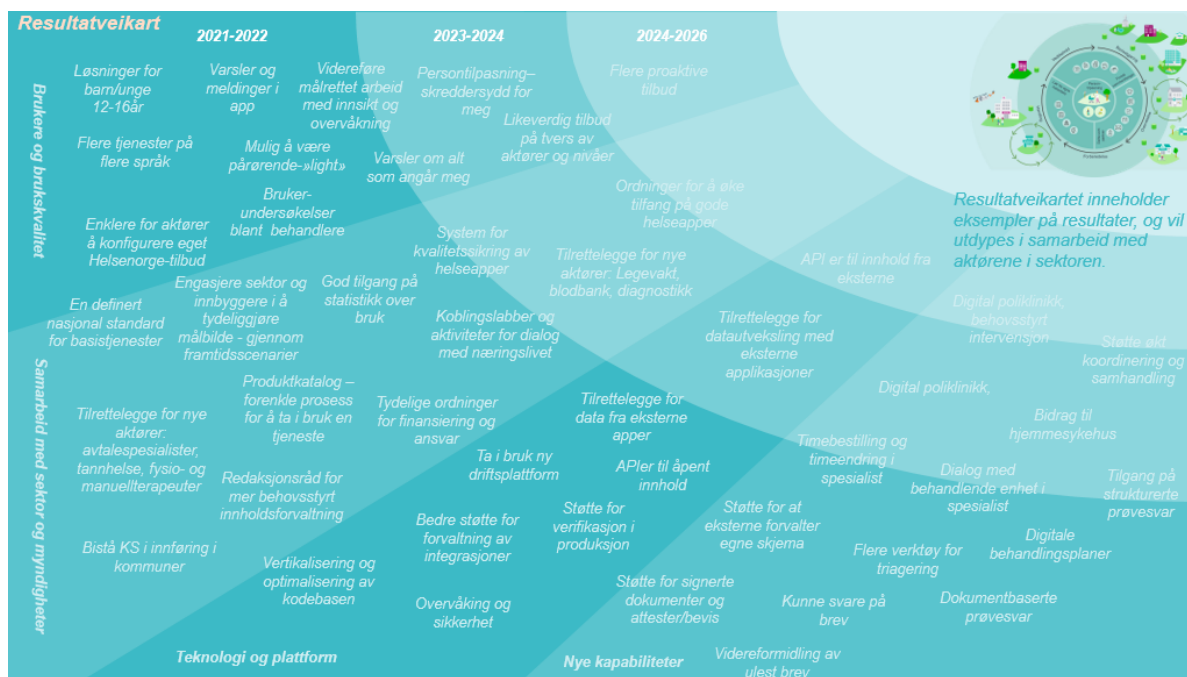 Resultatveikart
2021-2022
2023-2024
2024-2026
Brukere og brukskvalitet
Løsninger for
barn/unge
12-16år
Varsler og
meldinger i
app
Videreføre
målrettet arbeid
med innsikt og
overvåkning
Persontilpasning–
skreddersydd for
meg
Flere proaktive
tilbud
Flere tjenester på
flere språk
Mulig å være
pårørende-»light»
Varsler om alt
som angår meg
Likeverdig tilbud
på tvers av
aktører og nivåer
Bruker-
undersøkelser
blant behandlere
Ordninger for å øke
tilfang på gode
helseapper
Enklere for aktører
å konfigurere eget
Helsenorge-tilbud
System for
kvalitetssikring av
helseapper
Tilrettelegge for nye
aktører: Legevakt,
blodbank, diagnostikk
API er til innhold fra
eksterne
Resultatveikartet inneholder
eksempler på resultater, og vil
utdypes i samarbeid med
aktørene i sektoren.
Samarbeid med sektor og myndigheter
En definert
nasjonal standard
for basistjenester
Engasjere sektor og
innbyggere i å
tydeliggjøre
målbilde - gjennom
framtidsscenarier
God tilgang på
statistikk over
bruk
Koblingslabber og
aktiviteter for dialog
med næringslivet
Tilrettelegge for
datautveksling med
eksterne
applikasjoner
Digital poliklinikk,
behovsstyrt
intervensjon
Støtte økt
koordinering og
samhandling
Produktkatalog –
forenkle prosess
for å ta i bruk en
tjeneste
Tydelige ordninger
for finansiering og
ansvar
Tilrettelegge for
data fra eksterne
apper
Digital poliklinikk,
Bidrag til
hjemmesykehus
Tilrettelegge for nye
aktører:
avtalespesialister,
tannhelse, fysio- og
manuellterapeuter
Redaksjonsråd for
mer behovsstyrt
innholdsforvaltning
Ta i bruk ny
driftsplattform
APIer til åpent
innhold
Timebestilling og
timeendring i
spesialist
Dialog med
behandlende enhet i
spesialist
Tilgang på
strukturerte
prøvesvar
Bistå KS i innføring i
kommuner
Vertikalisering og
optimalisering av
kodebasen
Bedre støtte for
forvaltning av
integrasjoner
Støtte for
verifikasjon i
produksjon
Støtte for at
eksterne forvalter
egne skjema
Flere verktøy for
triagering
Digitale
behandlingsplaner
Overvåking og
sikkerhet
Støtte for signerte
dokumenter og
attester/bevis
Kunne svare på
brev
Dokumentbaserte
prøvesvar
Teknologi og plattform
Nye kapabiliteter
Videreformidling av
ulest brev